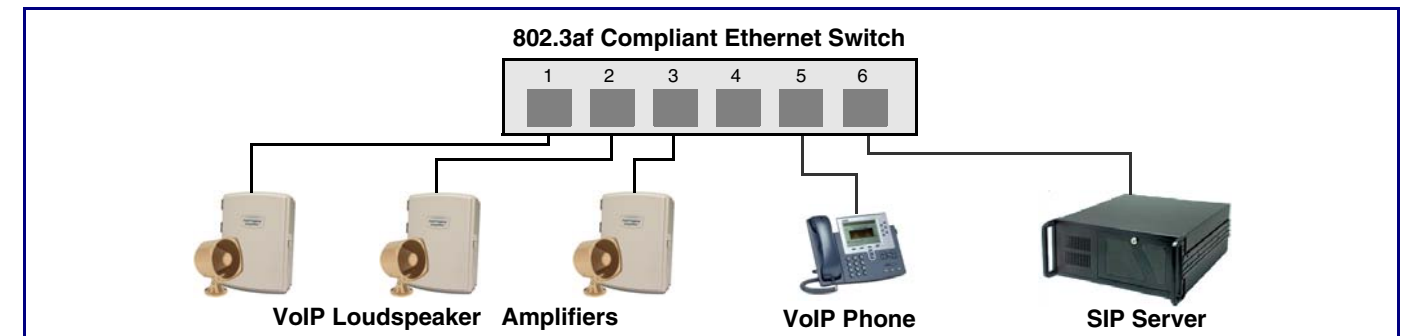 802.3af Compliant Ethernet Switch
1 2 3 4 5 6
VoIP Loudspeaker Amplifiers
VoIP Phone
SIP Server